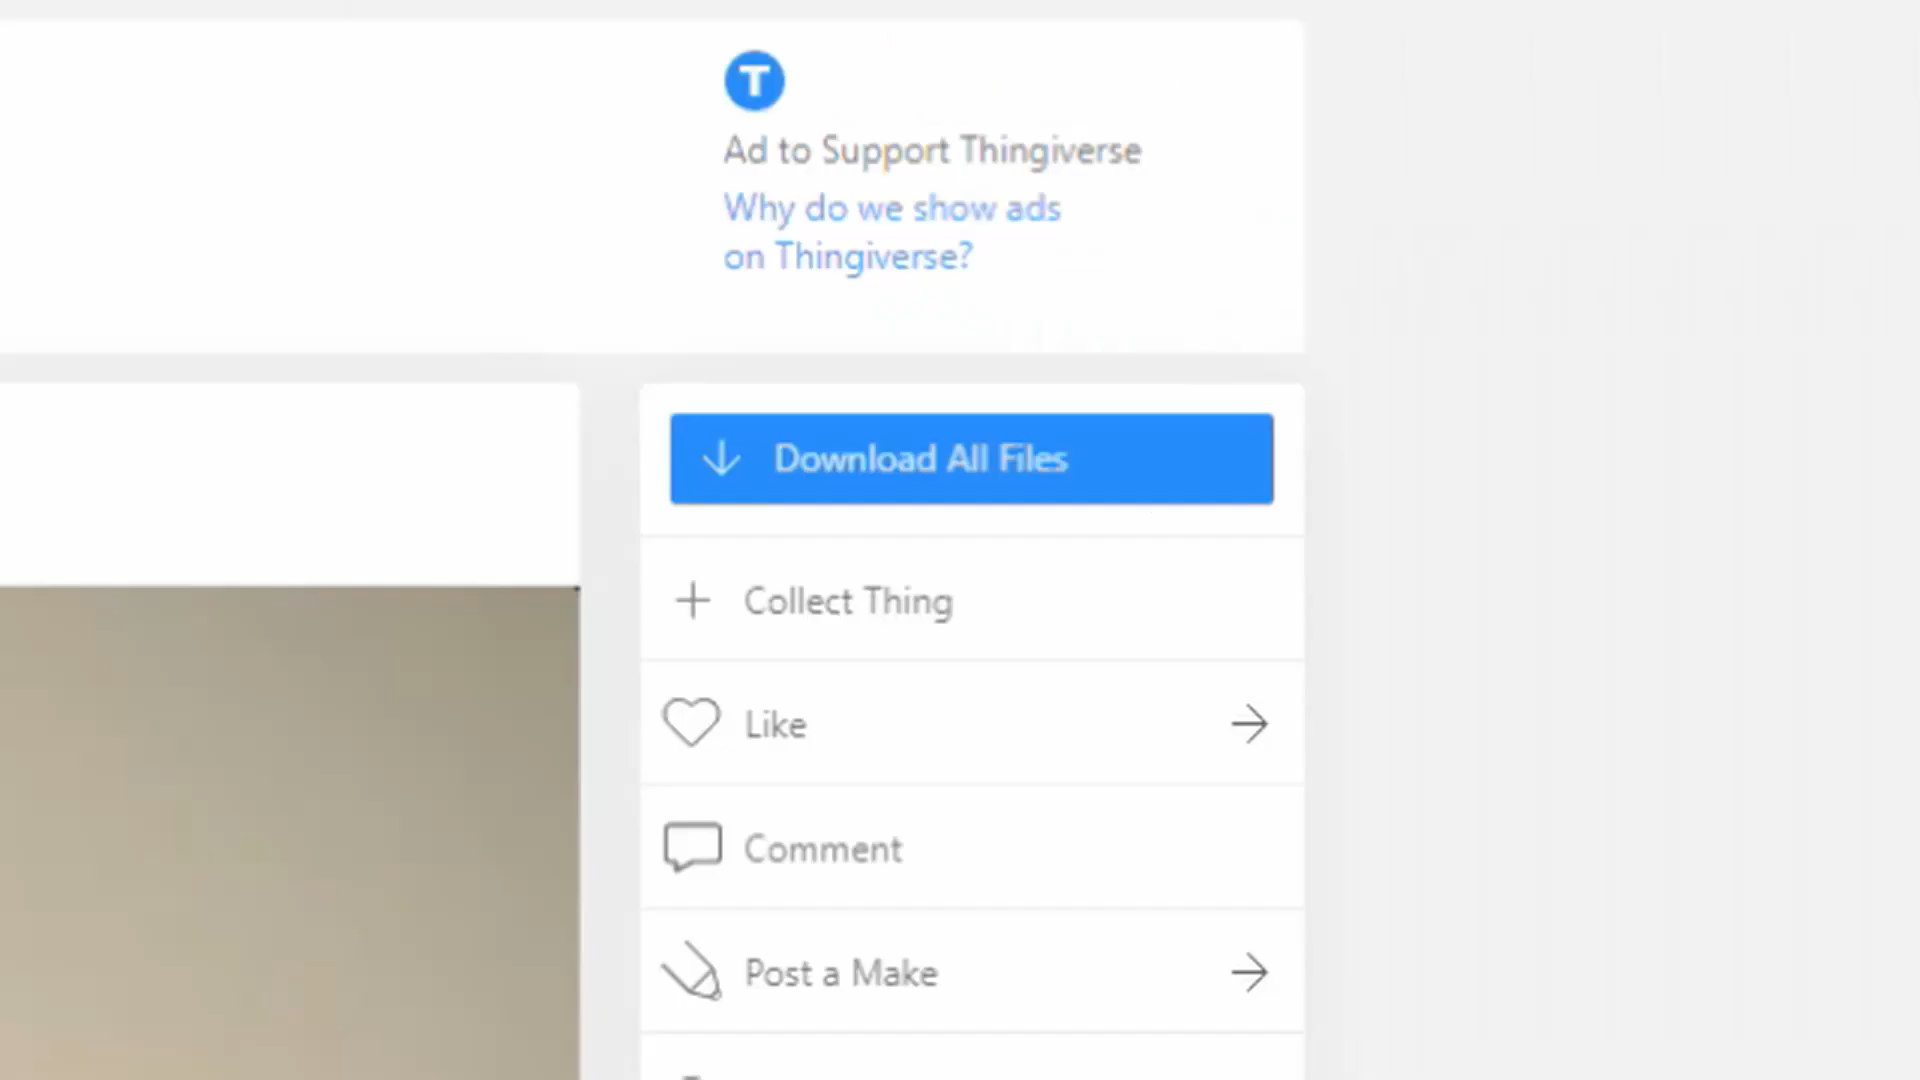 T
Ad to Support Thingiverse
Why do we show ads
on Thingiverse?
Download All Files
Collect Thing
Like
Comment
Post a Make